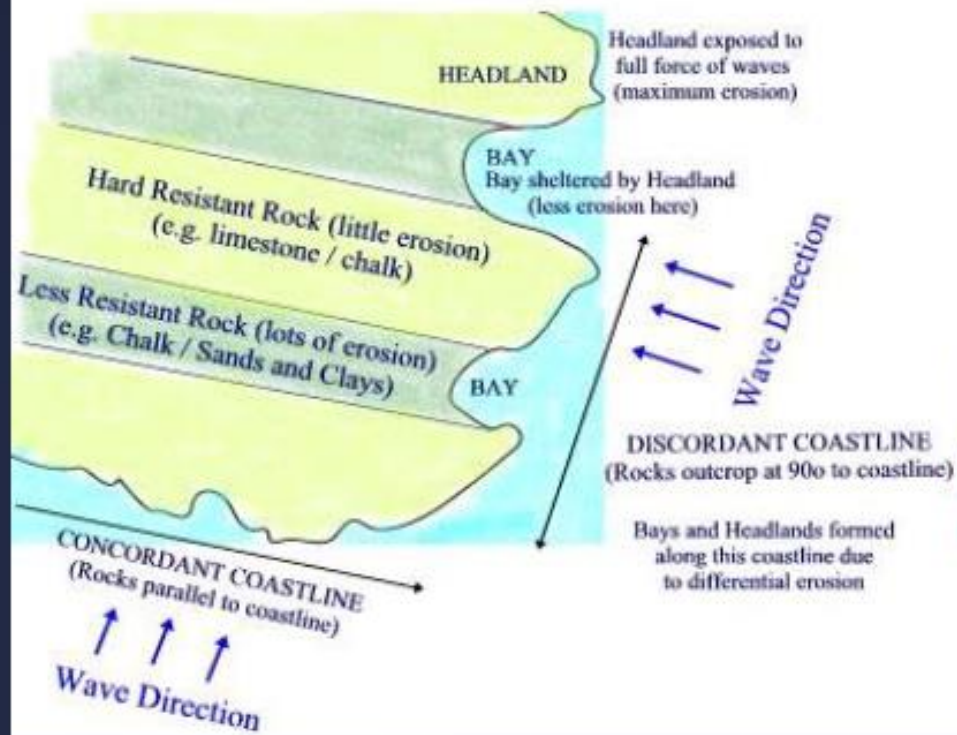 HEADLAND
Headland exposed to
full force of waves
(maximum erosion)
BAY
Bay sheltered by Headland
(less erosion here)
Hard Resistant Rock (little erosion)
(e.g. limestone / chalk)
Less Resistant Rock (lots of erosion)
(e.g. Chalk / Sands and Clays)
BAY
Wave Direction
DISCORDANT COASTLINE
(Rocks outcrop at 90o to coastline)
Bays and Headlands formed
along this coastline due
to differential erosion
CONCORDANT COASTLINE
(Rocks parallel to coastline)
Wave Direction